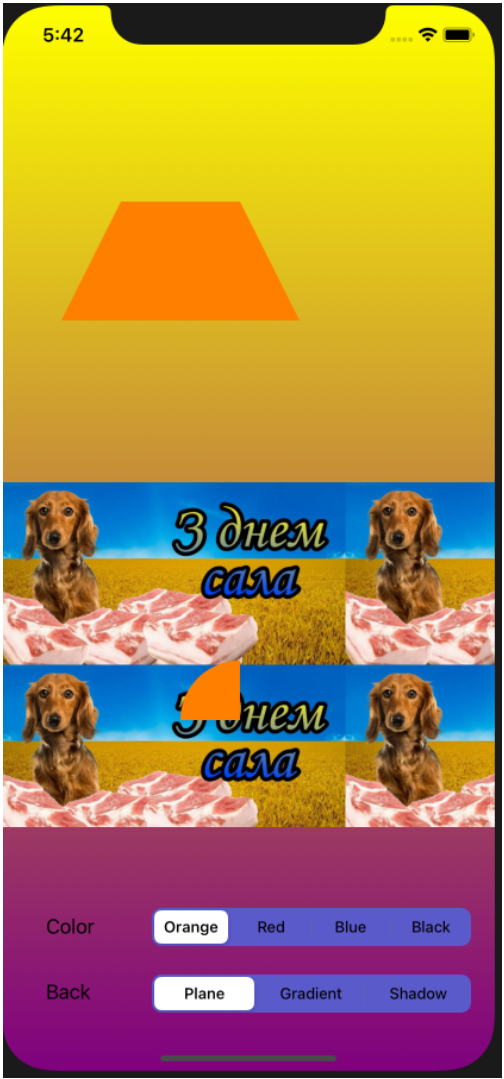 5:42
З днем
сала
З днем
сала
Color Orange Red Blue Black
Back Plane Gradient Shadow